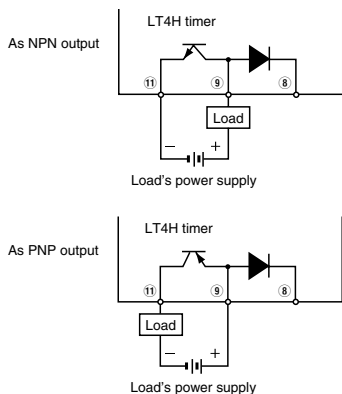 LT4H timer
As NPN output
⑪ ⑨ ⑧
Load
− +
Load's power supply
LT4H timer
As PNP output
⑪ ⑨ ⑧
Load
− +
Load's power supply